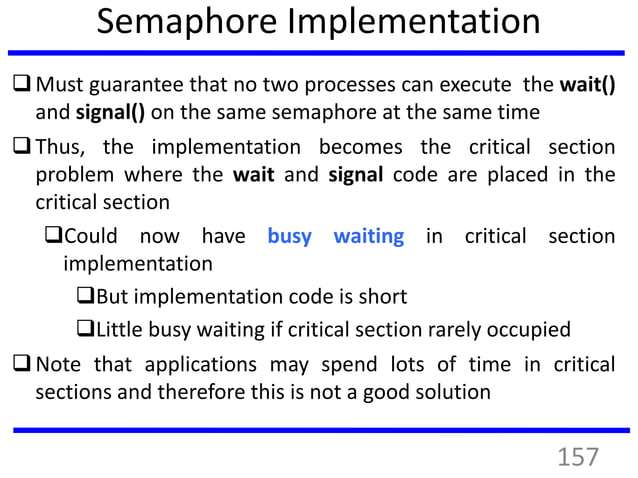 Semaphore Implementation
❑Must guarantee that no two processes can execute the wait()
and signal() on the same semaphore at the same time
❑Thus, the implementation becomes the critical section
problem where the wait and signal code are placed in the
critical section
❑Could now have busy waiting in critical section
implementation
❑But implementation code is short
❑Little busy waiting if critical section rarely occupied
❑Note that applications may spend lots of time in critical
sections and therefore this is not a good solution
157